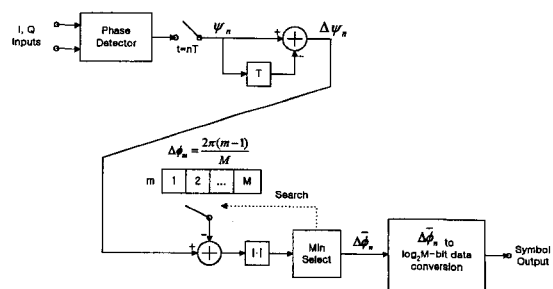 I, Q
Inputs
Phase
Detector
t=nT
ψn
+
−
Δψn
T
Δφm = 2π(m−1)/M
m 1 2 ... M
Search
−
+
|·|
Min
Select
Δφ̄n
Δφ̄n to
log2M-bit data
conversion
Symbol
Output